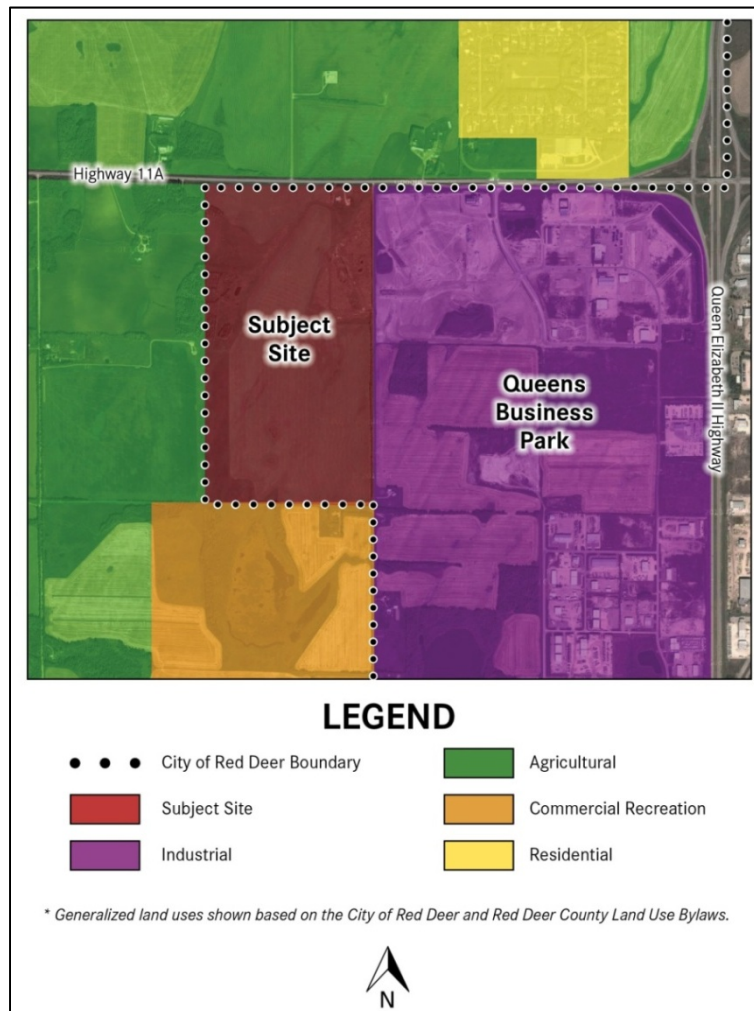 Highway 11A
Subject
Site
Queens
Business
Park
Queen Elizabeth II Highway
LEGEND
City of Red Deer Boundary
Agricultural
Subject Site
Commercial Recreation
Industrial
Residential
* Generalized land uses shown based on the City of Red Deer and Red Deer County Land Use Bylaws.
N